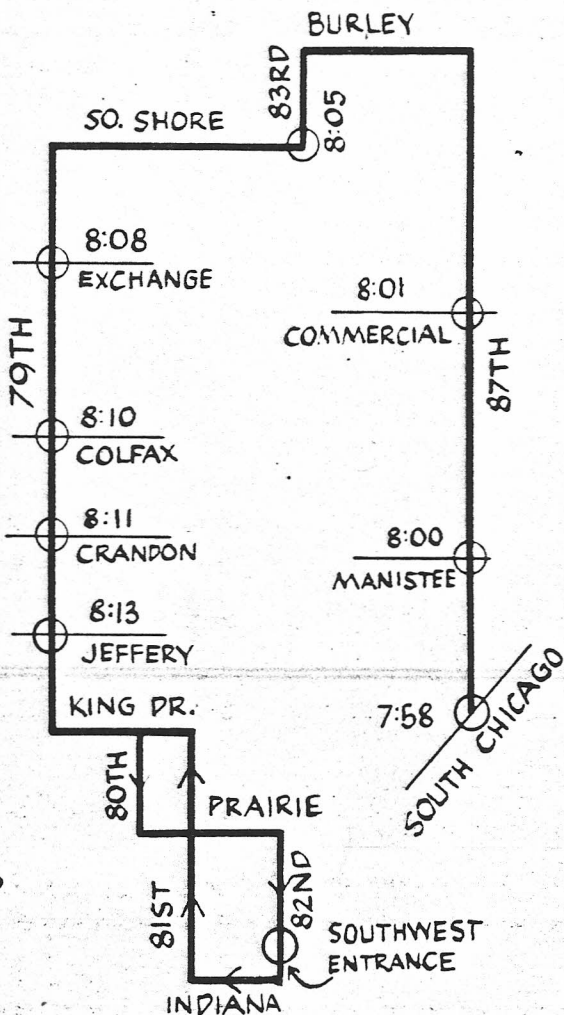 BURLEY
83RD
8:05
SO. SHORE
8:08
EXCHANGE
8:01
COMMERCIAL
79TH
87TH
8:10
COLFAX
8:11
CRANDON
8:00
MANISTEE
8:13
JEFFERY
7:58
SOUTH CHICAGO
KING DR.
80TH
PRAIRIE
81ST
82ND
SOUTHWEST
ENTRANCE
INDIANA